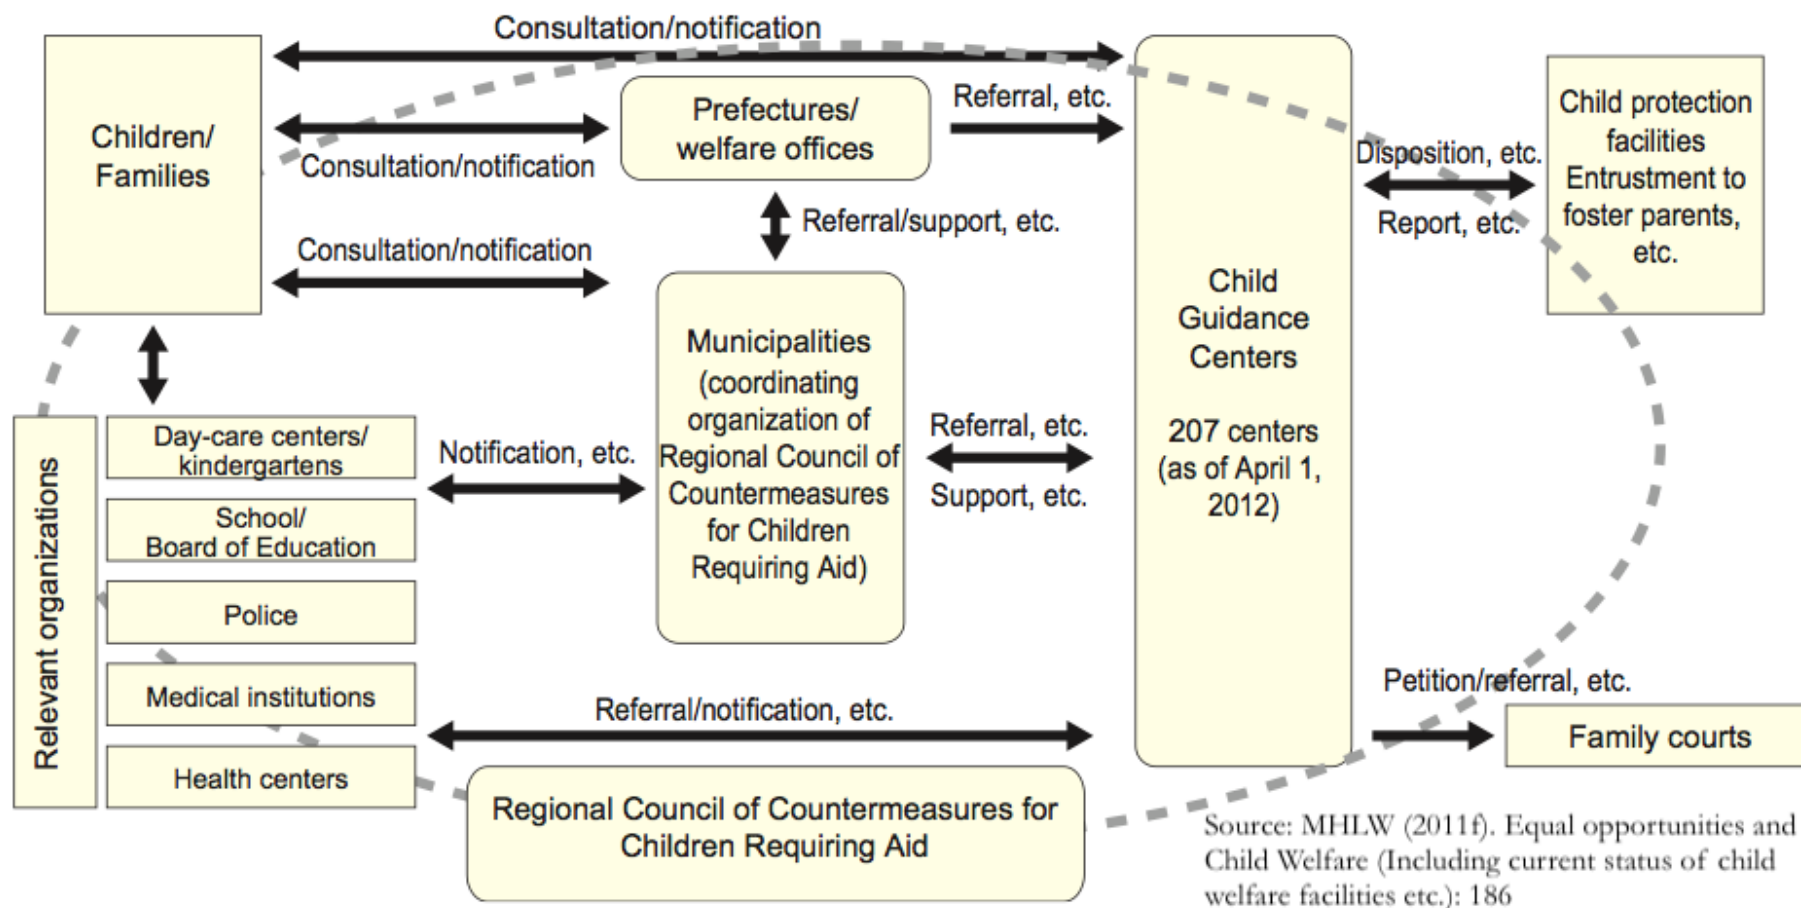 Consultation/notification
Children/
Families
Prefectures/
welfare offices
Referral, etc.
Child protection
facilities
Entrustment to
foster parents,
etc.
Consultation/notification
Disposition, etc.
Report, etc.
Referral/support, etc.
Consultation/notification
Child
Guidance
Centers
207 centers
(as of April 1,
2012)
Municipalities
(coordinating
organization of
Regional Council of
Countermeasures
for Children
Requiring Aid)
Relevant organizations
Day-care centers/
kindergartens
School/
Board of Education
Police
Medical institutions
Health centers
Notification, etc.
Referral, etc.
Support, etc.
Referral/notification, etc.
Petition/referral, etc.
Family courts
Regional Council of Countermeasures for
Children Requiring Aid
Source: MHLW (2011f). Equal opportunities and
Child Welfare (Including current status of child
welfare facilities etc.): 186